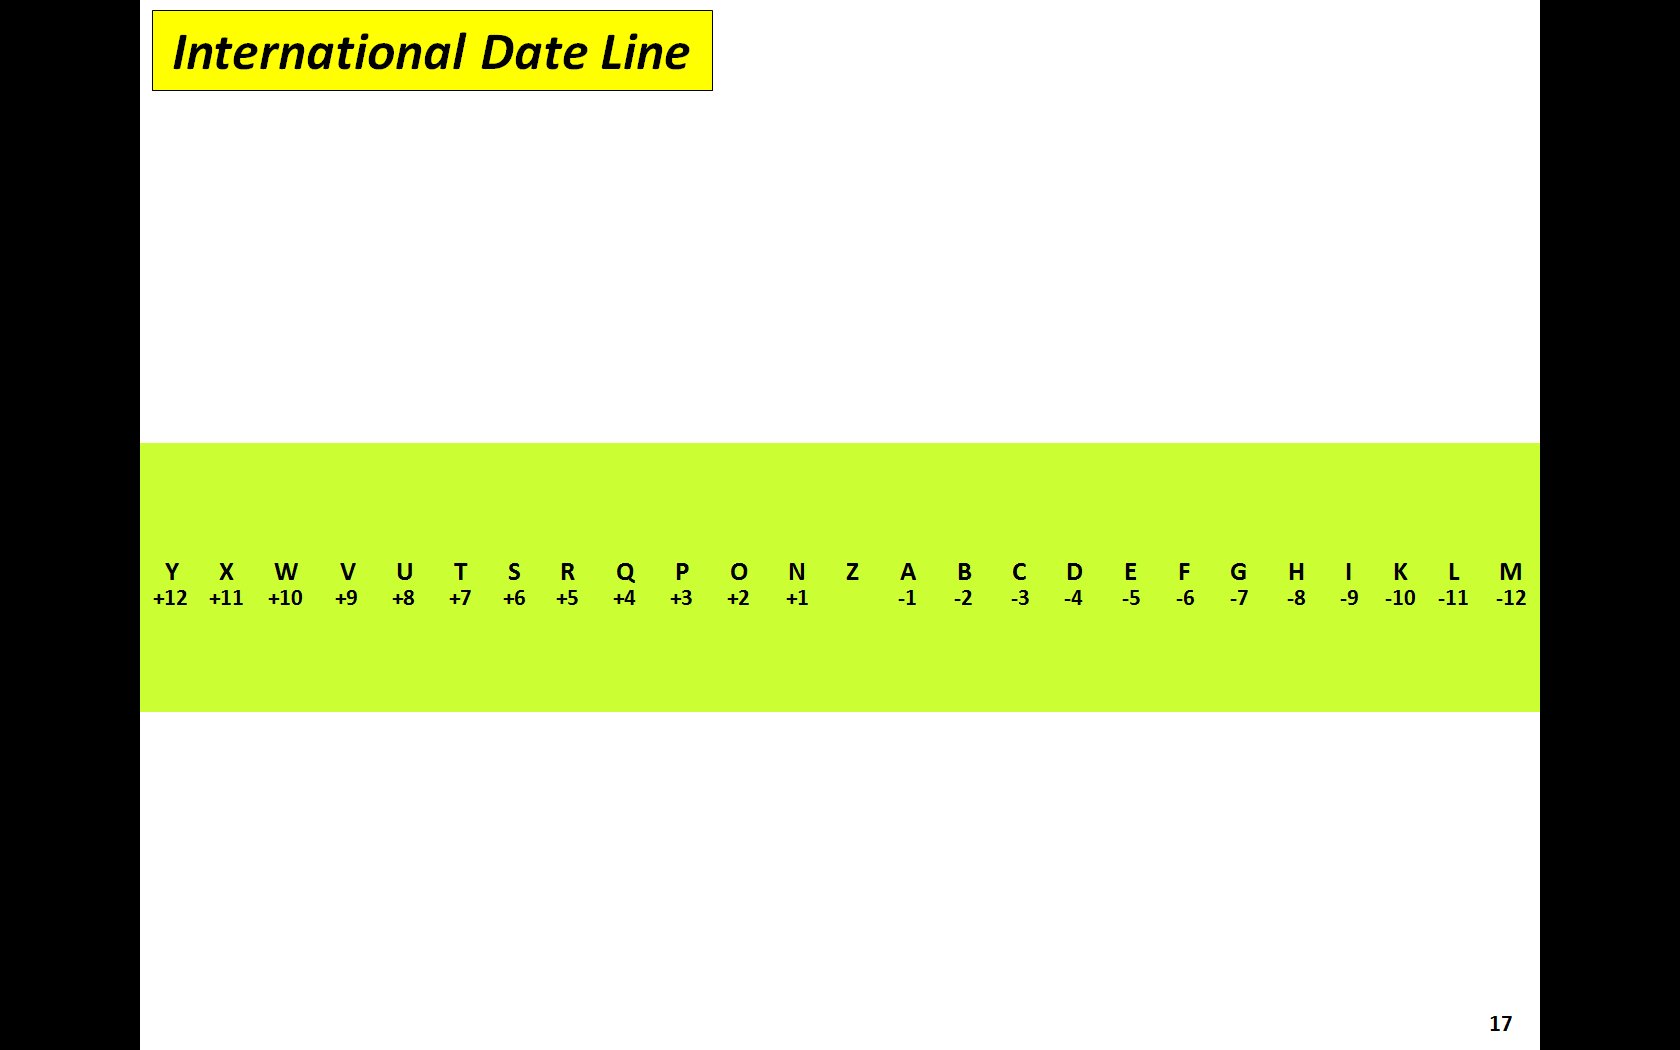 International Date Line
Y X W V U T S R Q P O N Z A B C D E F G H I K L M
+12 +11 +10 +9 +8 +7 +6 +5 +4 +3 +2 +1 -1 -2 -3 -4 -5 -6 -7 -8 -9 -10 -11 -12
17